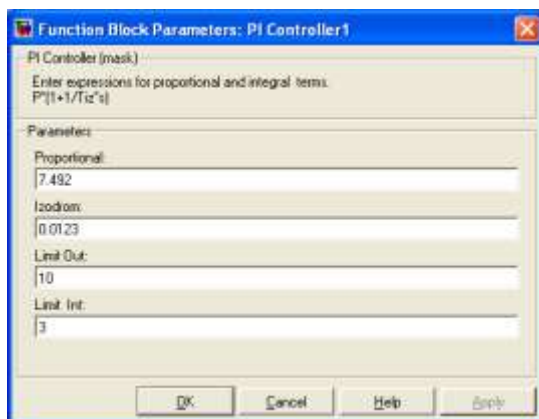 Function Block Parameters: PI Controller1
PI Controller (mask)
Enter expressions for proportional and integral terms.
P*(1+1/Tiz*s)
Parameters
Proportional:
7.492
Izodrom:
0.0123
Limit Out:
10
Limit Int:
3
OK
Cancel
Help
Apply